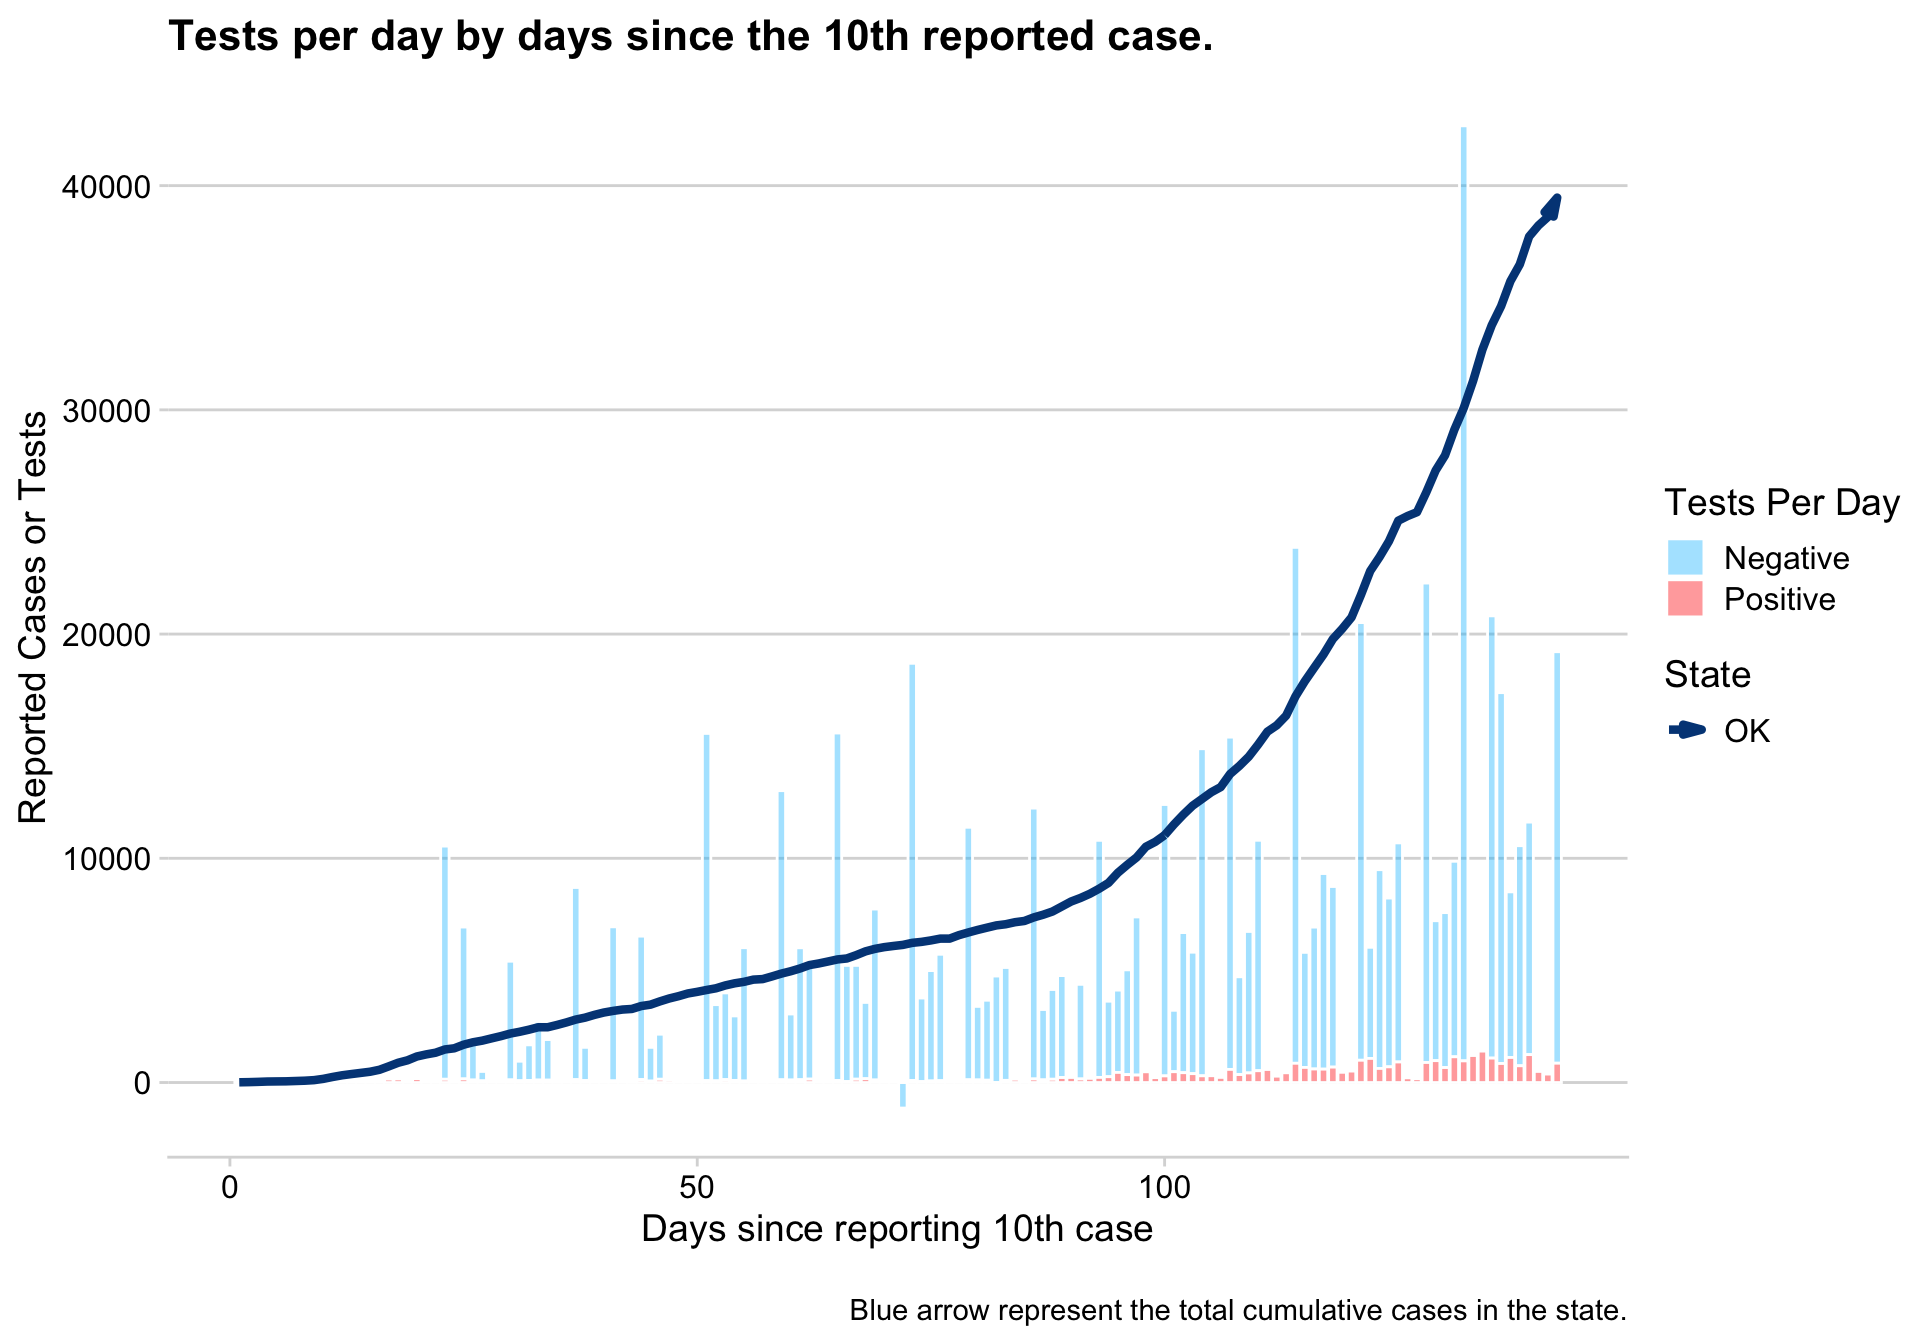 Tests per day by days since the 10th reported case.
Reported Cases or Tests
40000
30000
20000
10000
0
0
50
100
Days since reporting 10th case
Tests Per Day
Negative
Positive
State
OK
Blue arrow represent the total cumulative cases in the state.